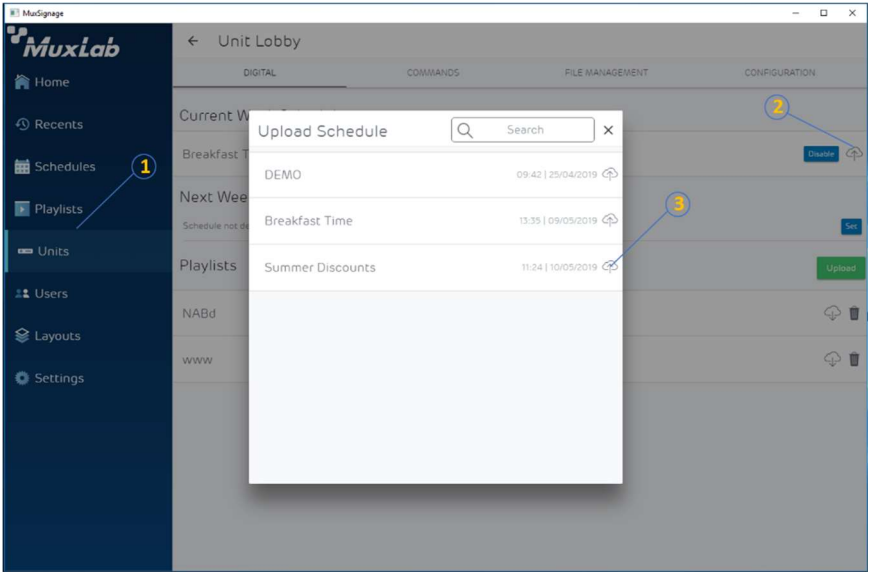 MuxSignage
MuxLab
Home
Recents
Schedules
Playlists
Units
Users
Layouts
Settings
Unit Lobby
DIGITAL COMMANDS FILE MANAGEMENT CONFIGURATION
Current W
Breakfast T
Disable
Next Wee
Schedule not de
Set
Playlists
Upload
NABd
www
Upload Schedule Search
DEMO 09:42 | 25/04/2019
Breakfast Time 13:35 | 09/05/2019
Summer Discounts 11:24 | 10/05/2019
1
2
3